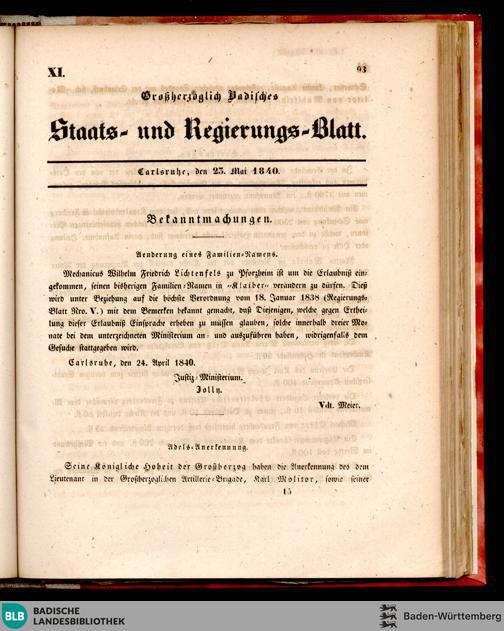 XI.
93
Großherzoglich Badisches
Staats- und Regierungs-Blatt.
Carlsruhe, den 23. Mai 1840.
Bekanntmachungen.
Aenderung eines Familien-Namens.
Mechanicus Wilhelm Friedrich Lichtenfels zu Pforzheim ist um die Erlaubniß ein-
gekommen, seinen bisherigen Familien-Namen in „Klaiber“ verändern zu dürfen. Dieß
wird unter Beziehung auf die höchste Verordnung vom 18. Januar 1838 (Regierungs-
Blatt Nro. V.) mit dem Bemerken bekannt gemacht, daß Diejenigen, welche gegen Erthei-
lung dieser Erlaubniß Einsprache erheben zu müssen glauben, solche innerhalb dreier Mo-
nate bei dem unterzeichneten Ministerium an- und auszuführen haben, widrigenfalls dem
Gesuche stattgegeben wird.
Carlsruhe, den 24. April 1840.
Justiz-Ministerium.
Jolly.
Vdt. Meier.
Adels-Anerkennung.
Seine Königliche Hoheit der Großherzog haben die Anerkennung des dem
Lieutenant in der Großherzoglichen Artillerie-Brigade, Karl Molitor, sowie seiner
15
BLB BADISCHE
LANDESBIBLIOTHEK
Baden-Württemberg